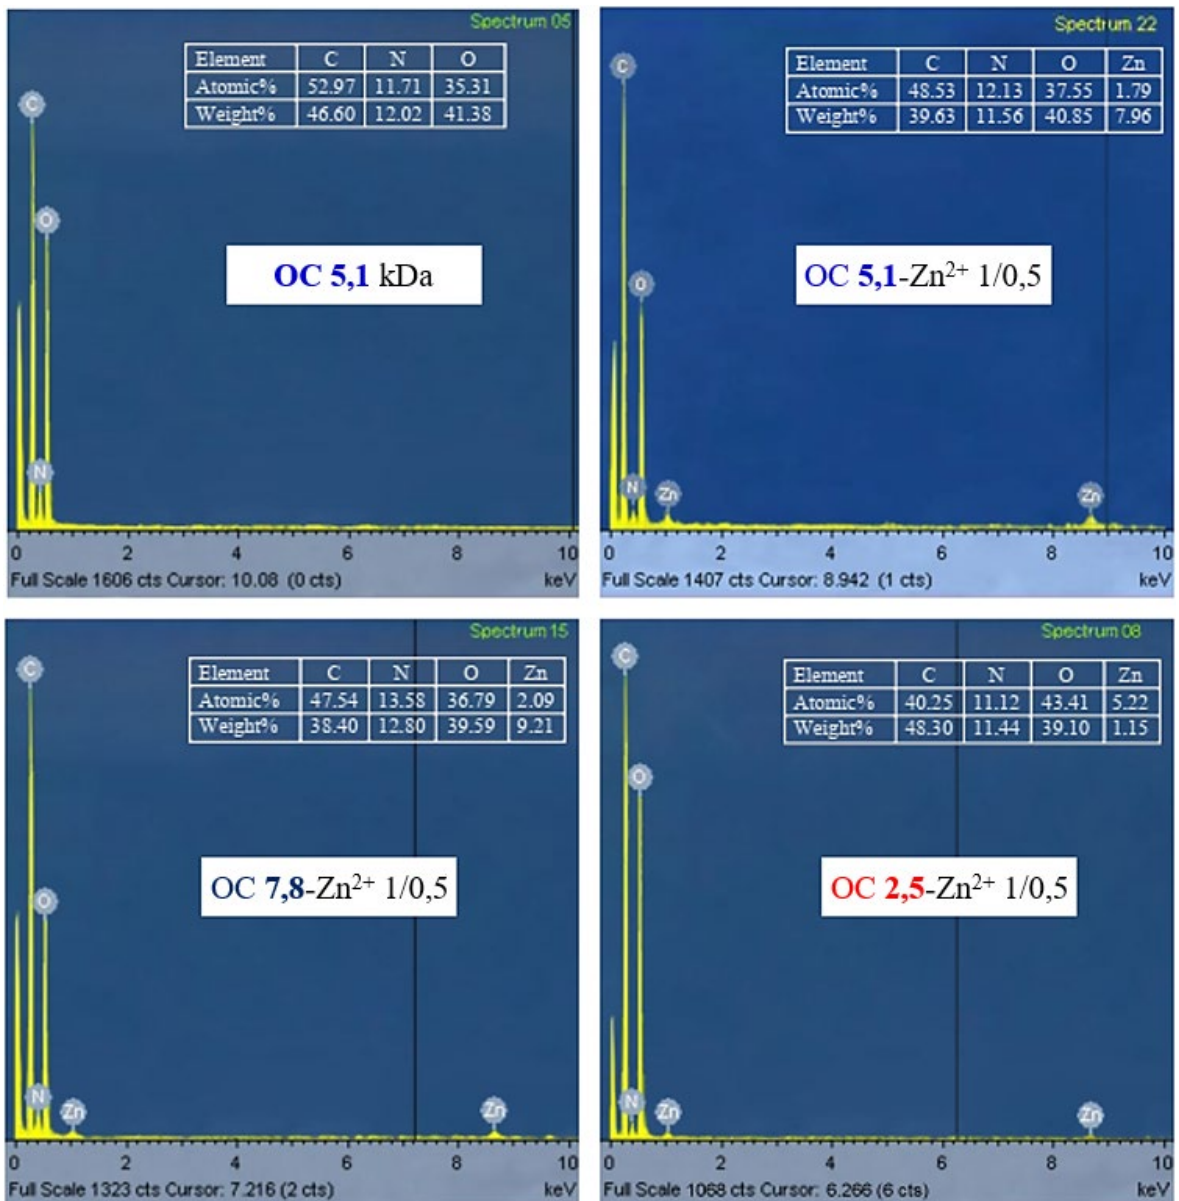 Spectrum 05
Element C N O
Atomic% 52.97 11.71 35.31
Weight% 46.60 12.02 41.38
C
O
OC 5,1 kDa
N
0 2 4 6 8 10
Full Scale 1606 cts Cursor: 10.08 (0 cts) keV
Spectrum 22
Element C N O Zn
Atomic% 48.53 12.13 37.55 1.79
Weight% 39.63 11.56 40.85 7.96
C
OC 5,1-Zn²⁺ 1/0,5
O
N Zn Zn
0 2 4 6 8 10
Full Scale 1407 cts Cursor: 8.942 (1 cts) keV
Spectrum 15
Element C N O Zn
Atomic% 47.54 13.58 36.79 2.09
Weight% 38.40 12.80 39.59 9.21
C
OC 7,8-Zn²⁺ 1/0,5
O
N Zn Zn
0 2 4 6 8 10
Full Scale 1323 cts Cursor: 7.216 (2 cts) keV
Spectrum 08
Element C N O Zn
Atomic% 40.25 11.12 43.41 5.22
Weight% 48.30 11.44 39.10 1.15
C
O
OC 2,5-Zn²⁺ 1/0,5
N Zn Zn
0 2 4 6 8 10
Full Scale 1068 cts Cursor: 6.266 (6 cts) keV